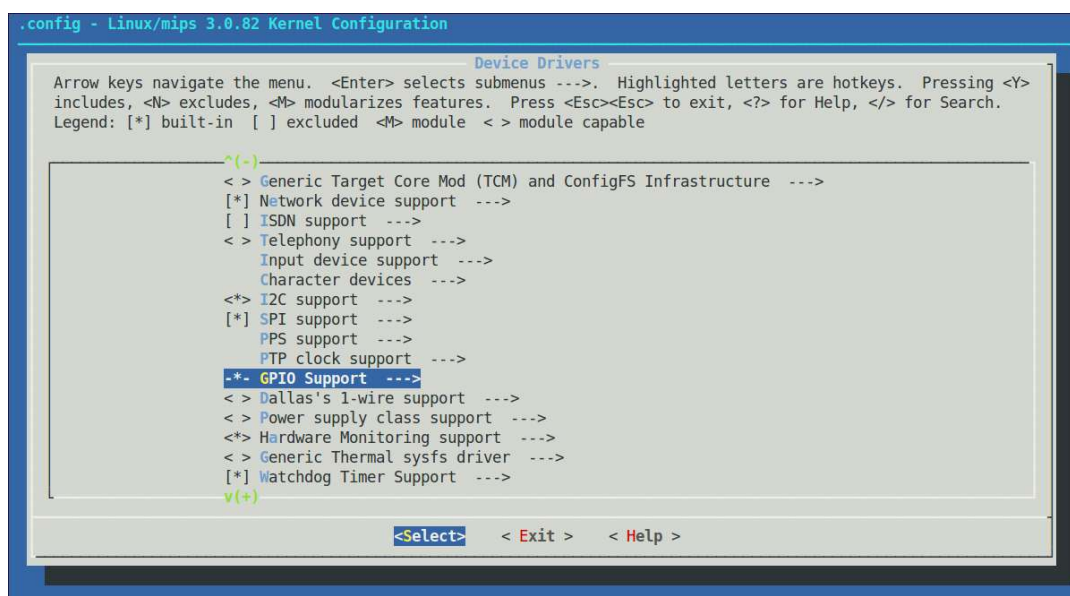 .config - Linux/mips 3.0.82 Kernel Configuration
Device Drivers
Arrow keys navigate the menu.  <Enter> selects submenus --->.  Highlighted letters are hotkeys.  Pressing <Y>
includes, <N> excludes, <M> modularizes features.  Press <Esc><Esc> to exit, <?> for Help, </> for Search.
Legend: [*] built-in  [ ] excluded  <M> module  < > module capable
^(-)
< > Generic Target Core Mod (TCM) and ConfigFS Infrastructure  --->
[*] Network device support  --->
[ ] ISDN support  --->
< > Telephony support  --->
Input device support  --->
Character devices  --->
<*> I2C support  --->
[*] SPI support  --->
PPS support  --->
PTP clock support  --->
-*- GPIO Support  --->
< > Dallas's 1-wire support  --->
< > Power supply class support  --->
<*> Hardware Monitoring support  --->
< > Generic Thermal sysfs driver  --->
[*] Watchdog Timer Support  --->
v(+)
<Select>    < Exit >    < Help >